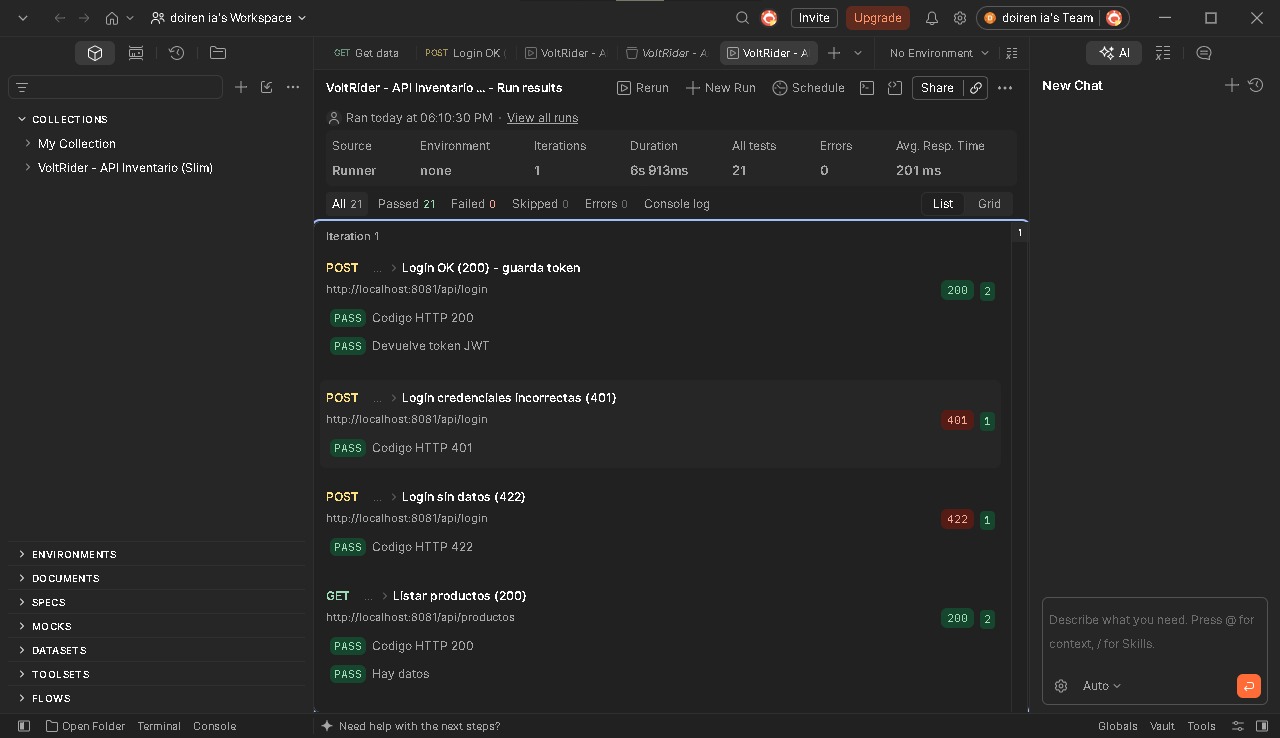 doiren ia's Workspace
Invite
Upgrade
doiren ia's Team
GET Get data
POST Login OK (
VoltRider - A
VoltRider - A
VoltRider - A
No Environment
AI
VoltRider - API Inventario ... - Run results
Rerun
New Run
Schedule
Share
New Chat
COLLECTIONS
My Collection
VoltRider - API Inventario (Slim)
Ran today at 06:10:30 PM · View all runs
Source Environment Iterations Duration All tests Errors Avg. Resp. Time
Runner none 1 6s 913ms 21 0 201 ms
All 21 Passed 21 Failed 0 Skipped 0 Errors 0 Console log List Grid
Iteration 1
1
POST ... > Login OK (200) - guarda token
http://localhost:8081/api/login
200 2
PASS Codigo HTTP 200
PASS Devuelve token JWT
POST ... > Login credenciales incorrectas (401)
http://localhost:8081/api/login
401 1
PASS Codigo HTTP 401
POST ... > Login sin datos (422)
http://localhost:8081/api/login
422 1
PASS Codigo HTTP 422
GET ... > Listar productos (200)
http://localhost:8081/api/productos
200 2
PASS Codigo HTTP 200
PASS Hay datos
ENVIRONMENTS
DOCUMENTS
SPECS
MOCKS
DATASETS
TOOLSETS
FLOWS
Describe what you need. Press @ for
context, / for Skills.
Auto
Open Folder Terminal Console
Need help with the next steps?
Globals Vault Tools